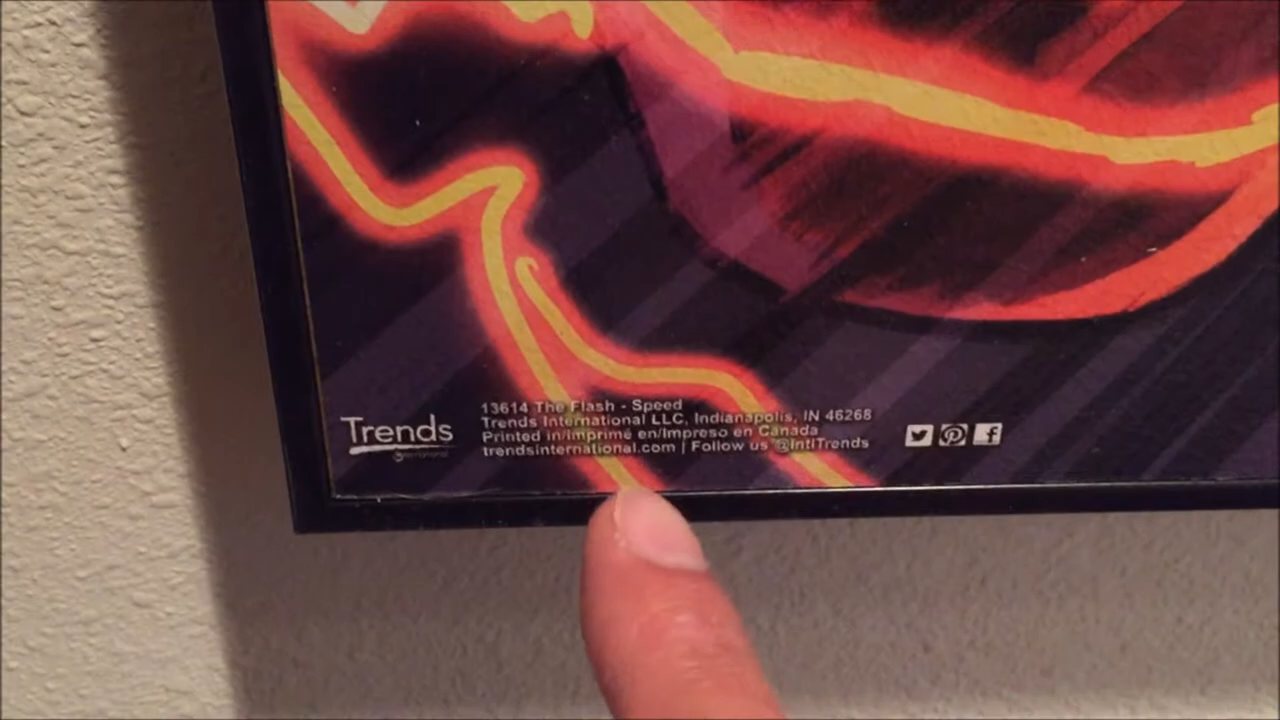 Trends
International
13614 The Flash - Speed
Trends International LLC, Indianapolis, IN 46268
Printed in/Imprimé en/Impreso en Canada
trendsinternational.com | Follow us @IntlTrends